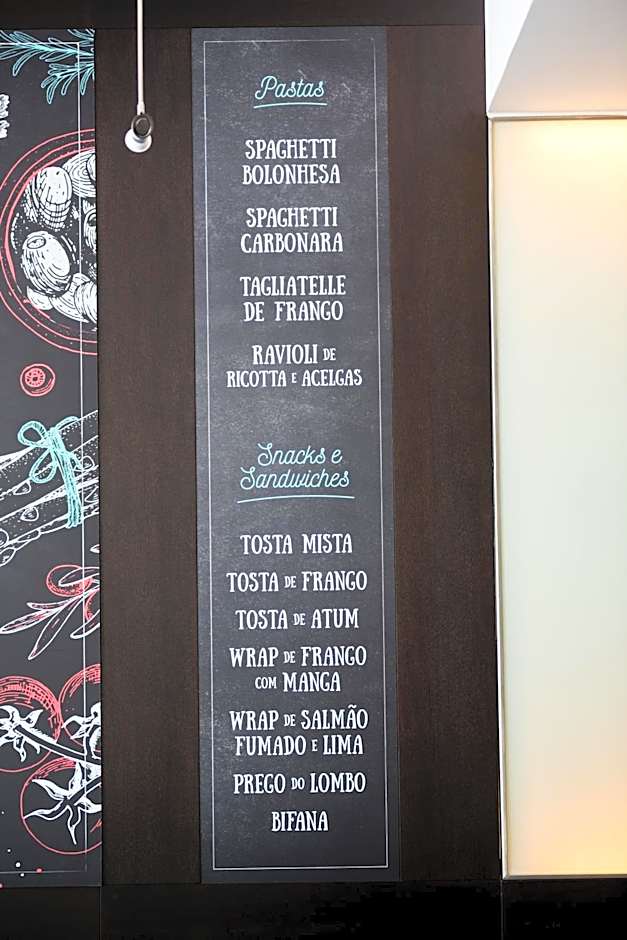 Pastas
SPAGHETTI
BOLONHESA
SPAGHETTI
CARBONARA
TAGLIATELLE
DE FRANGO
RAVIOLI DE
RICOTTA E ACELGAS
Snacks e
Sandwiches
TOSTA MISTA
TOSTA DE FRANGO
TOSTA DE ATUM
WRAP DE FRANGO
COM MANGA
WRAP DE SALMÃO
FUMADO E LIMA
PREGO DO LOMBO
BIFANA